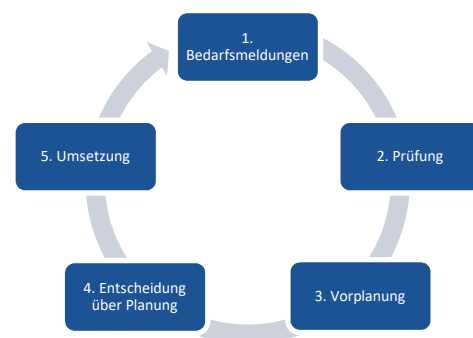 1.
Bedarfsmeldungen
2. Prüfung
3. Vorplanung
4. Entscheidung
über Planung
5. Umsetzung